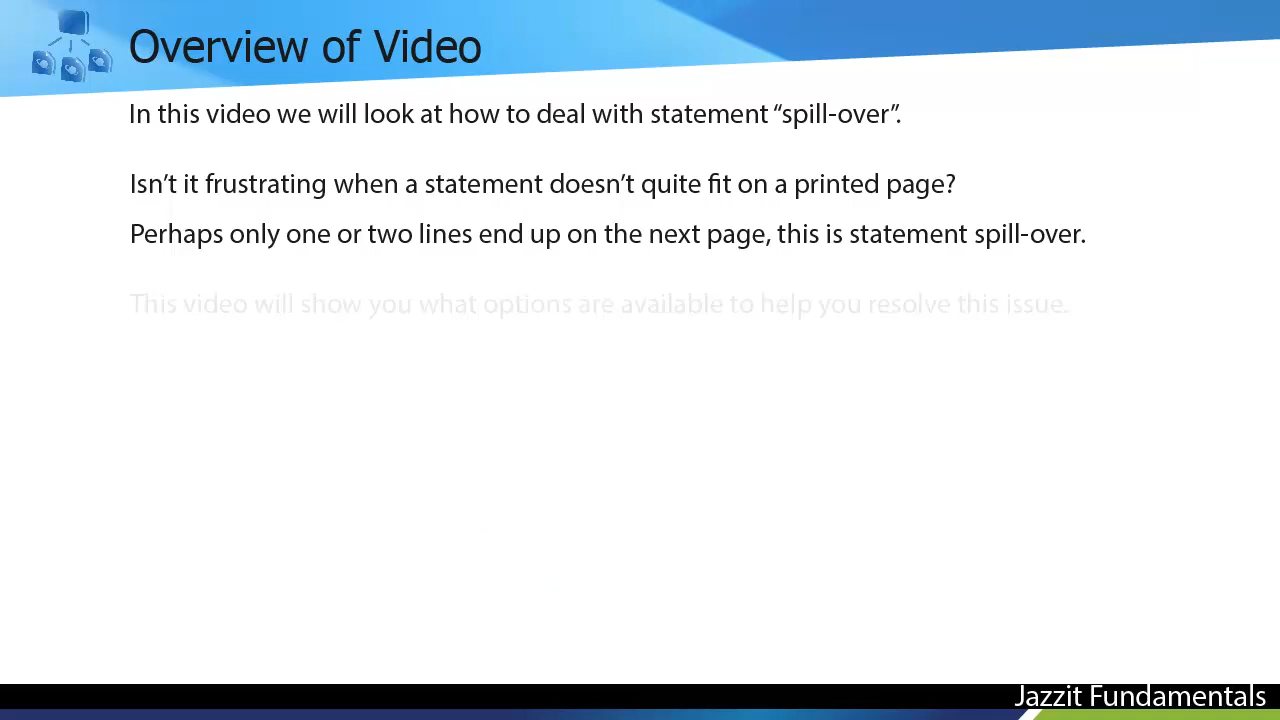 Overview of Video
In this video we will look at how to deal with statement “spill-over”.
Isn’t it frustrating when a statement doesn’t quite fit on a printed page?
Perhaps only one or two lines end up on the next page, this is statement spill-over.
This video will show you what options are available to help you resolve this issue.
Jazzit Fundamentals